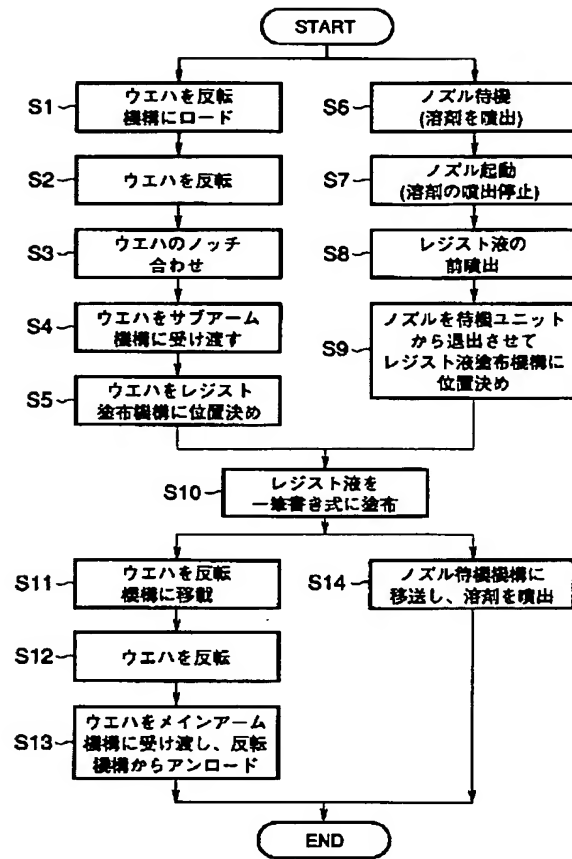 START
S1
ウエハを反転
機構にロード
S2
ウエハを反転
S3
ウエハのノッチ
合わせ
S4
ウエハをサブアーム
機構に受け渡す
S5
ウエハをレジスト
塗布機構に位置決め
S6
ノズル待機
(溶剤を噴出)
S7
ノズル起動
(溶剤の噴出停止)
S8
レジスト液の
前噴出
S9
ノズルを待機ユニット
から退出させて
レジスト液塗布機構に
位置決め
S10
レジスト液を
一筆書き式に塗布
S11
ウエハを反転
機構に移載
S12
ウエハを反転
S13
ウエハをメインアーム
機構に受け渡し、反転
機構からアンロード
S14
ノズル待機機構に
移送し、溶剤を噴出
END